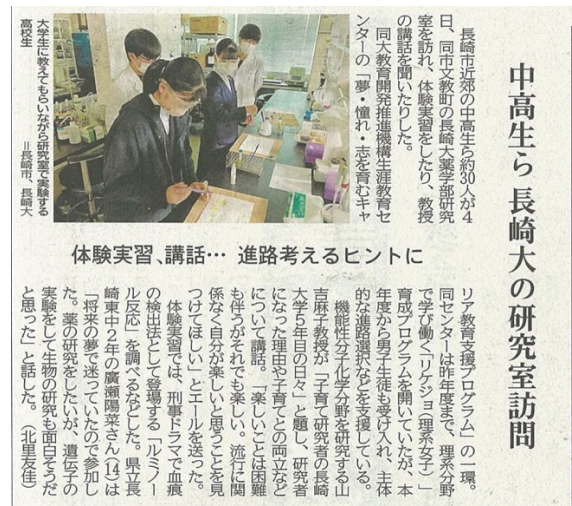 中高生ら 長崎大の研究室訪問
体験実習、講話… 進路考えるヒントに
長崎市近郊の中高生ら約30人が4
日、同市文教町の長崎大薬学部研究
室を訪れ、体験実習をしたり、教授
の講話を聞いたりした。
同大教育開発推進機構生涯教育セ
ンターの「夢・憧れ・志を育むキャ
大学生に教えてもらいながら研究室で実験する
高校生　＝長崎市、長崎大
リア教育支援プログラム」の一環。
同センターは昨年度まで、理系分野
で学び働く「リケジョ（理系女子）」
育成プログラムを開いていたが、本
年度から男子生徒も受け入れ、主体
的な進路選択などを支援している。
機能性分子化学分野を研究する山
吉麻子教授が「子育て研究者の長崎
大学5年目の日々」と題し、研究者
になった理由や子育てとの両立など
について講話。「楽しいことは困難
も伴うがそれでも楽しい。流行に関
係なく自分が楽しいと思うことを見
つけてほしい」とエールを送った。
体験実習では、刑事ドラマで血痕
の検出法として登場する「ルミノー
ル反応」を調べるなどした。県立長
崎東中2年の廣瀬陽菜さん（14）は
「将来の夢で迷っていたので参加し
た。薬の研究をしたいが、遺伝子の
実験をして生物の研究も面白そうだ
と思った」と話した。　（北里友佳）